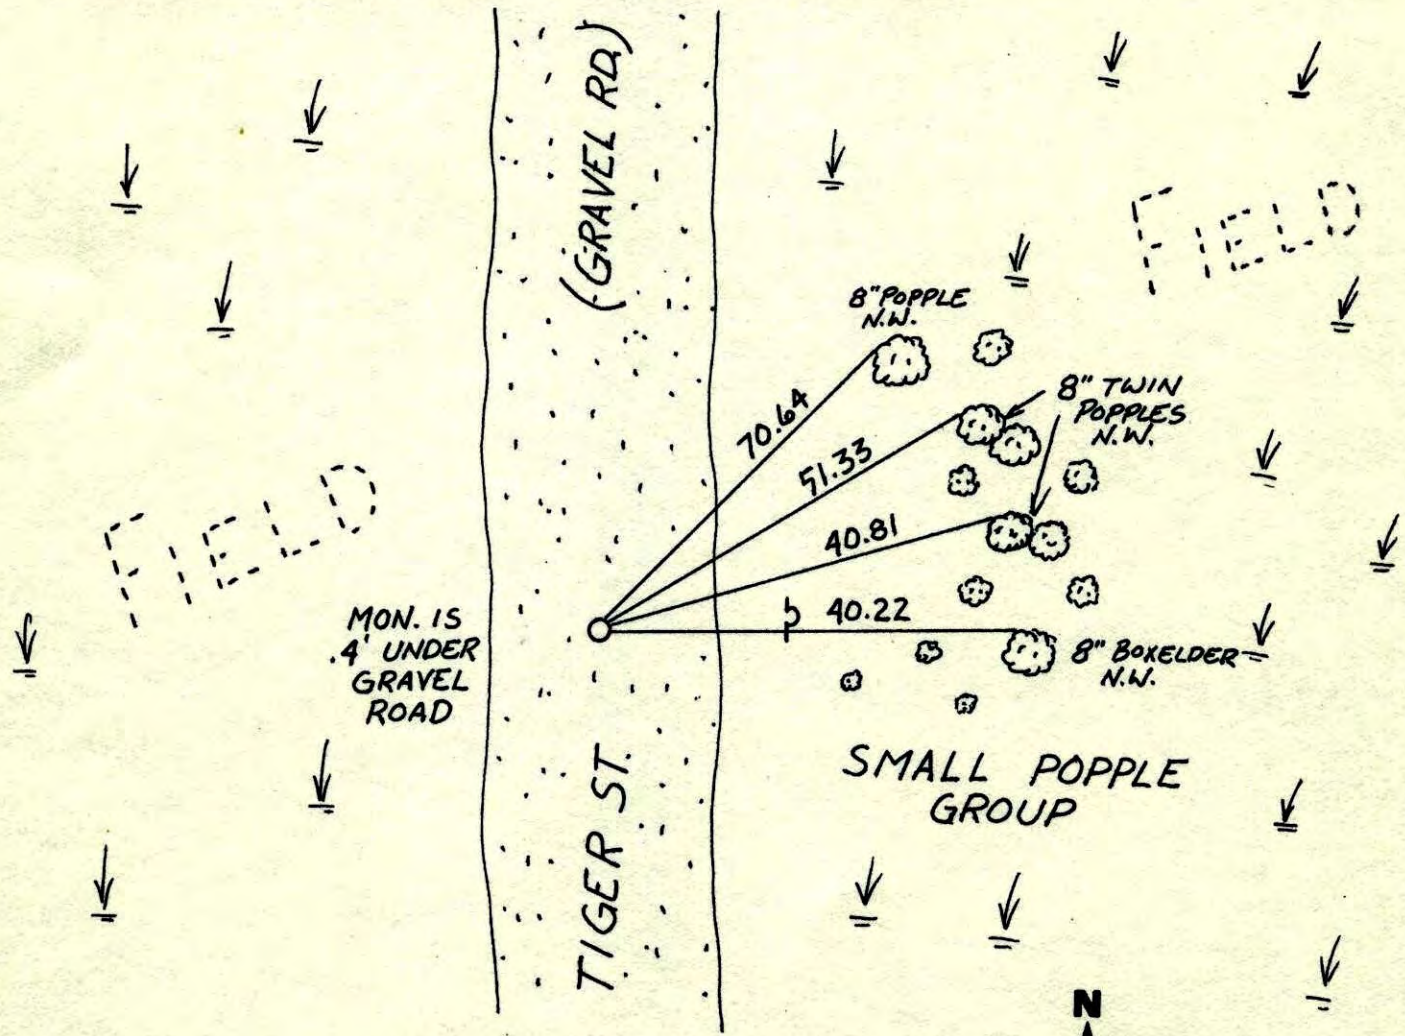 (GRAVEL RD.)
FIELD
8" POPPLE
N.W.
8" TWIN
POPPLES
N.W.
70.64
51.33
40.81
40.22
FIELD
MON. IS
.4' UNDER
GRAVEL
ROAD
8" BOXELDER
N.W.
TIGER ST.
SMALL POPPLE
GROUP
N